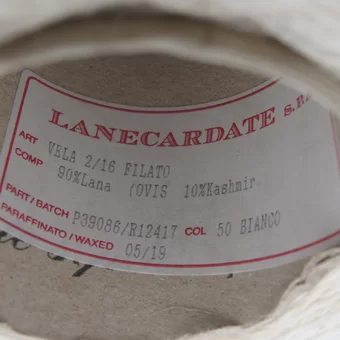 LANECARDATE s.R.
ART VELA 2/16 FILATO
COMP 90%Lana (OVIS 10%Kashmir
PART/BATCH P39086/R12417 COL 50 BIANCO
PARAFFINATO/WAXED 05/19